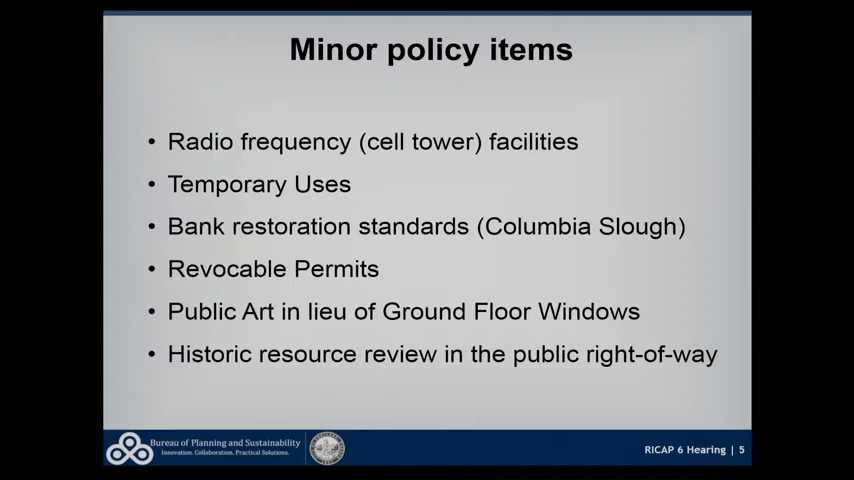 Minor policy items
• Radio frequency (cell tower) facilities
• Temporary Uses
• Bank restoration standards (Columbia Slough)
• Revocable Permits
• Public Art in lieu of Ground Floor Windows
• Historic resource review in the public right-of-way
Bureau of Planning and Sustainability
Innovation. Collaboration. Practical Solutions.
RICAP 6 Hearing | 5